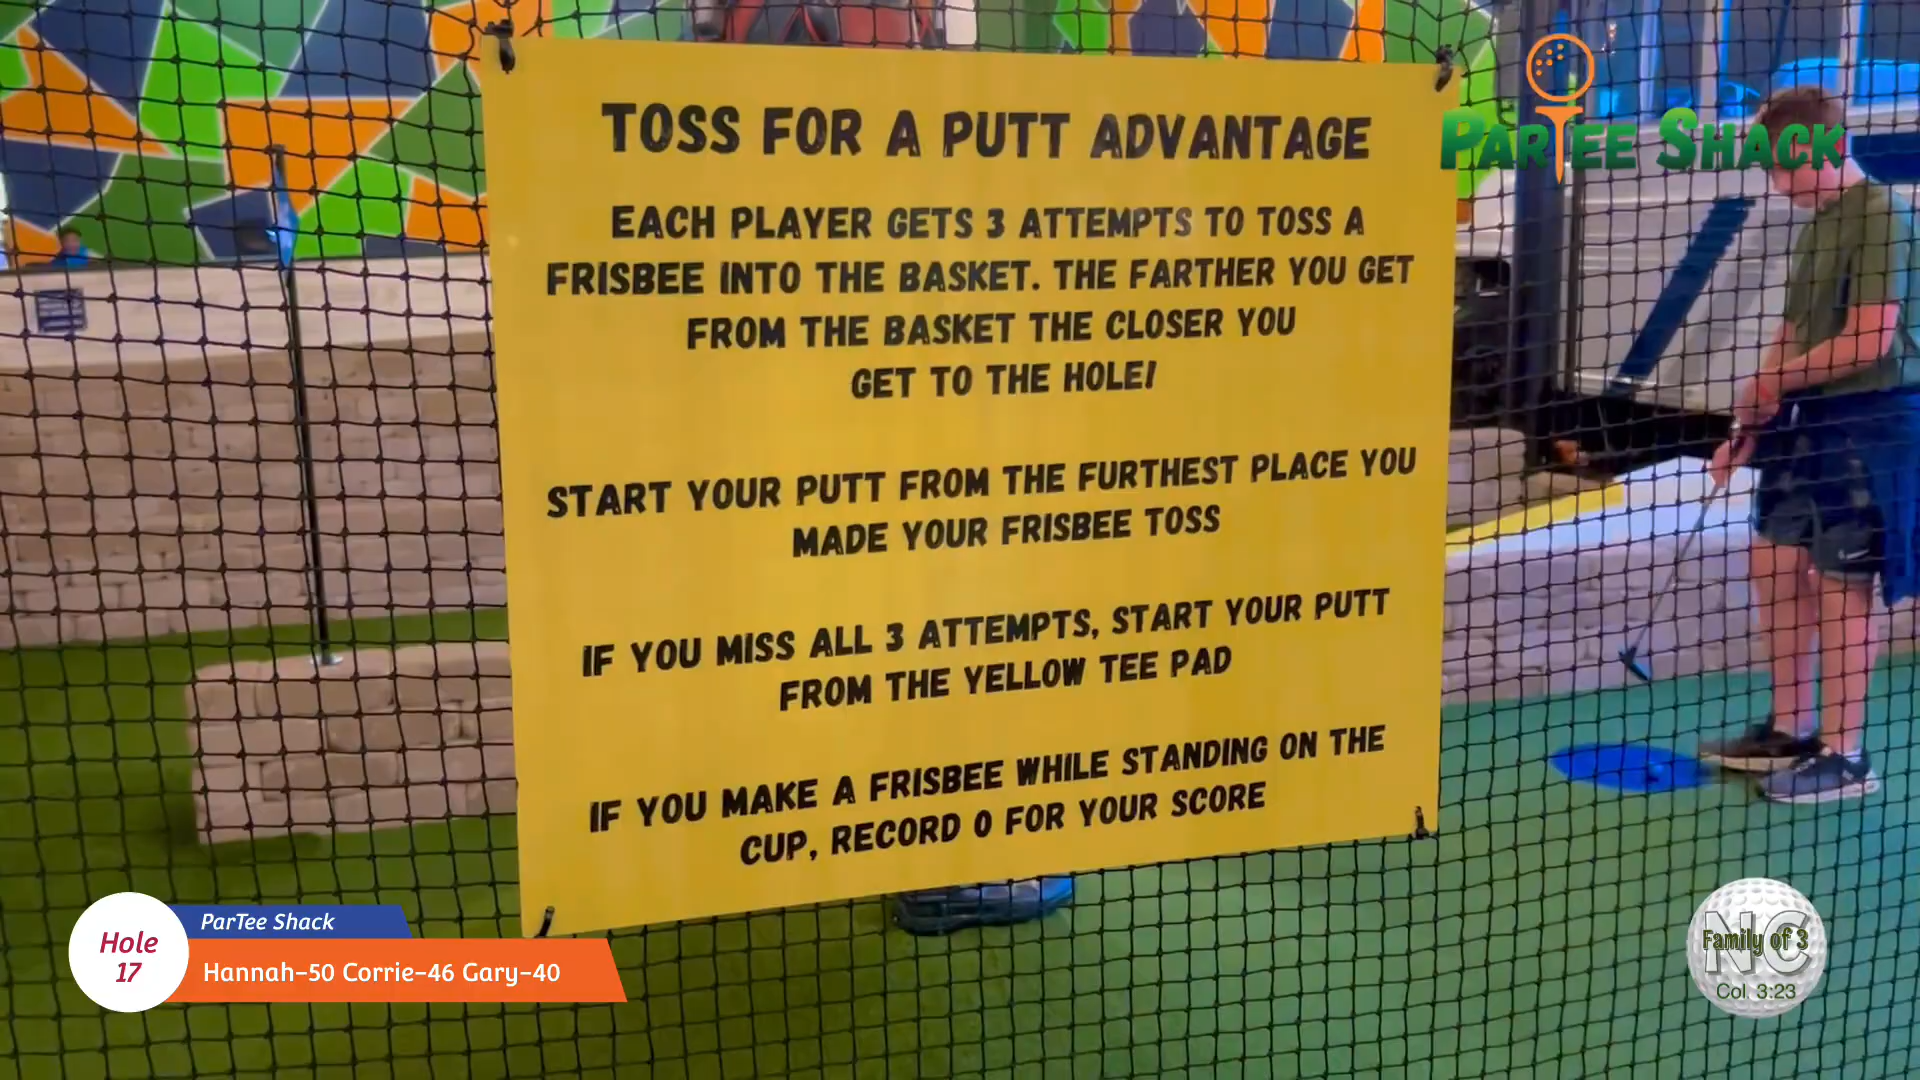 TOSS FOR A PUTT ADVANTAGE
EACH PLAYER GETS 3 ATTEMPTS TO TOSS A
FRISBEE INTO THE BASKET. THE FARTHER YOU GET
FROM THE BASKET THE CLOSER YOU
GET TO THE HOLE!
START YOUR PUTT FROM THE FURTHEST PLACE YOU
MADE YOUR FRISBEE TOSS
IF YOU MISS ALL 3 ATTEMPTS, START YOUR PUTT
FROM THE YELLOW TEE PAD
IF YOU MAKE A FRISBEE WHILE STANDING ON THE
CUP, RECORD 0 FOR YOUR SCORE
PARTEE SHACK
Hole
17
ParTee Shack
Hannah-50 Corrie-46 Gary-40
NC
Family of 3
Col. 3:23